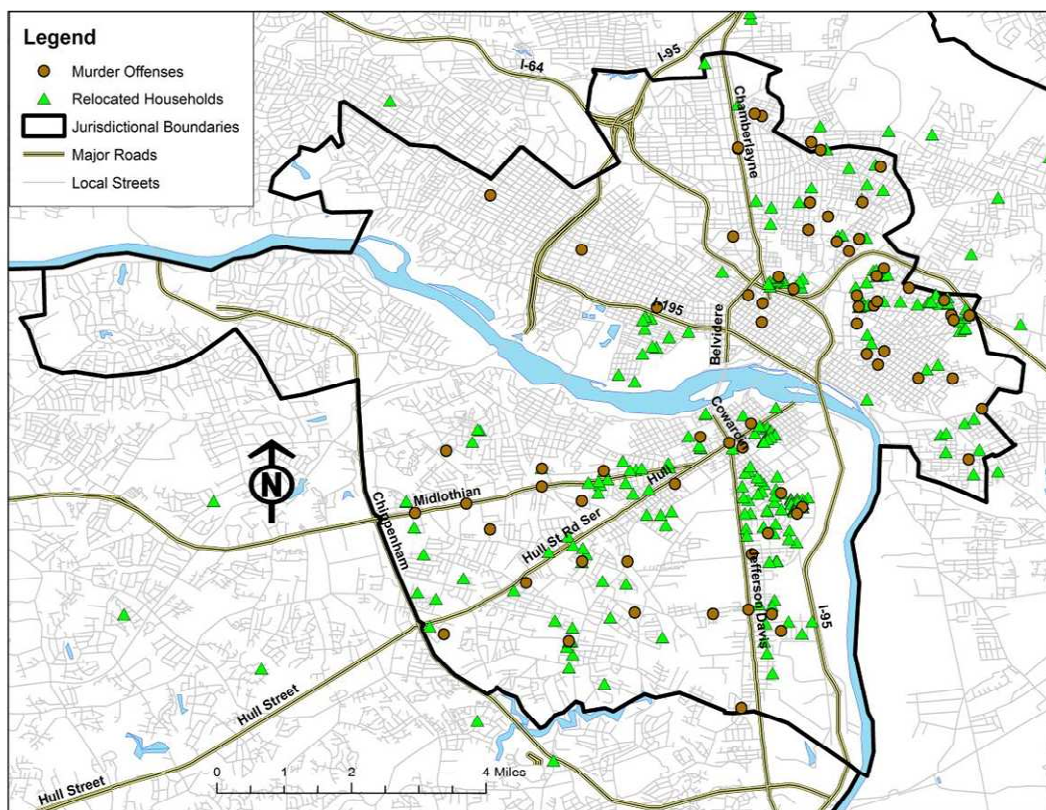 Legend
Murder Offenses
Relocated Households
Jurisdictional Boundaries
Major Roads
Local Streets
I-64
I-95
Chamberlayne
I-195
Belvidere
Cowardin
N
Midlothian
Hull
Chippenham
Hull St Rd Ser
Jefferson Davis
I-95
Hull Street
Hull Street
0 1 2 4 Miles